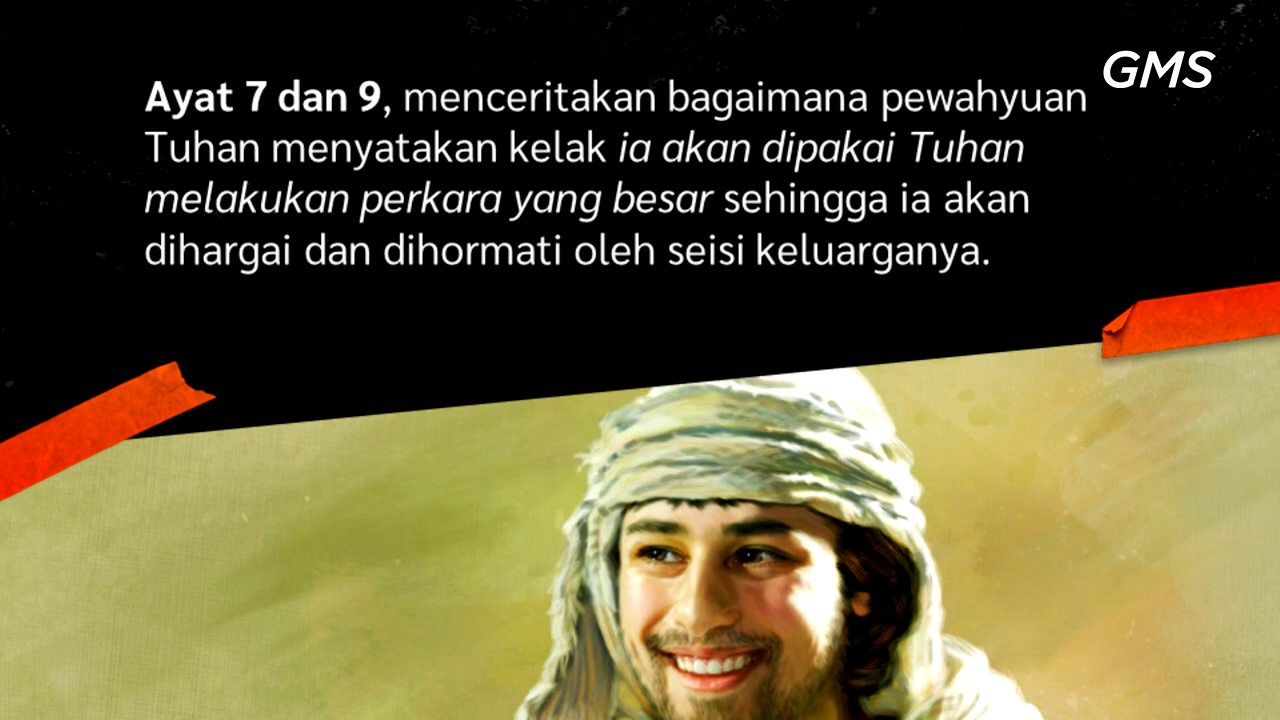 GMS
Ayat 7 dan 9, menceritakan bagaimana pewahyuan
Tuhan menyatakan kelak ia akan dipakai Tuhan
melakukan perkara yang besar sehingga ia akan
dihargai dan dihormati oleh seisi keluarganya.